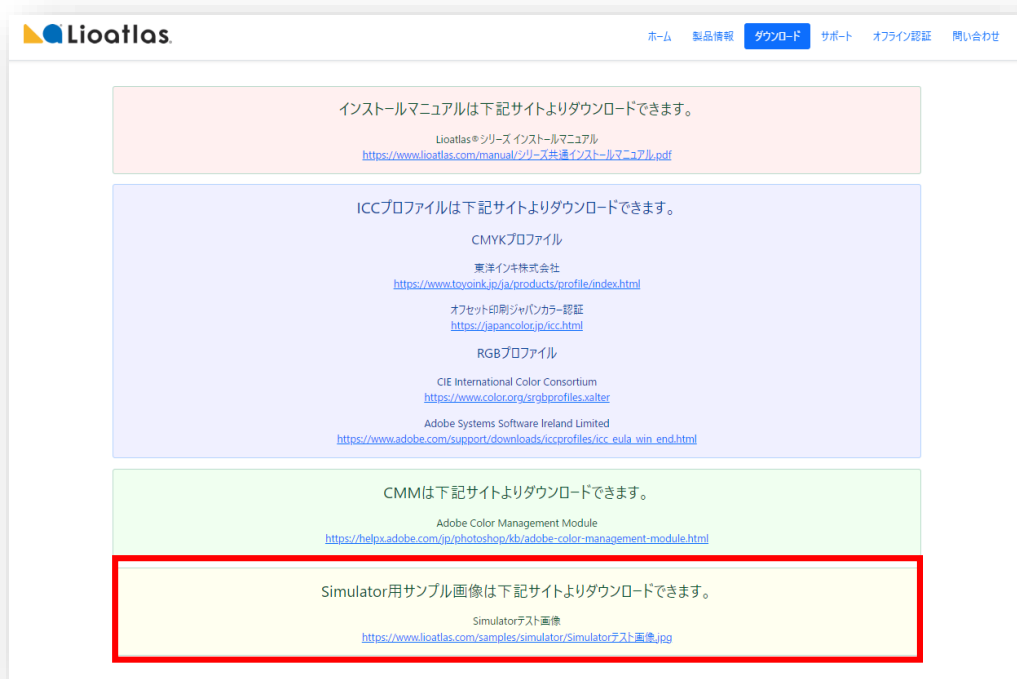 Lioatlas.
ホーム 製品情報 ダウンロード サポート オフライン認証 問い合わせ
インストールマニュアルは下記サイトよりダウンロードできます。
Lioatlas®シリーズ インストールマニュアル
https://www.lioatlas.com/manual/シリーズ共通インストールマニュアル.pdf
ICCプロファイルは下記サイトよりダウンロードできます。
CMYKプロファイル
東洋インキ株式会社
https://www.toyoink.jp/ja/products/profile/index.html
オフセット印刷ジャパンカラー認証
https://japancolor.jp/icc.html
RGBプロファイル
CIE International Color Consortium
https://www.color.org/srgbprofiles.xalter
Adobe Systems Software Ireland Limited
https://www.adobe.com/support/downloads/iccprofiles/icc_eula_win_end.html
CMMは下記サイトよりダウンロードできます。
Adobe Color Management Module
https://helpx.adobe.com/jp/photoshop/kb/adobe-color-management-module.html
Simulator用サンプル画像は下記サイトよりダウンロードできます。
Simulatorテスト画像
https://www.lioatlas.com/samples/simulator/Simulatorテスト画像.jpg